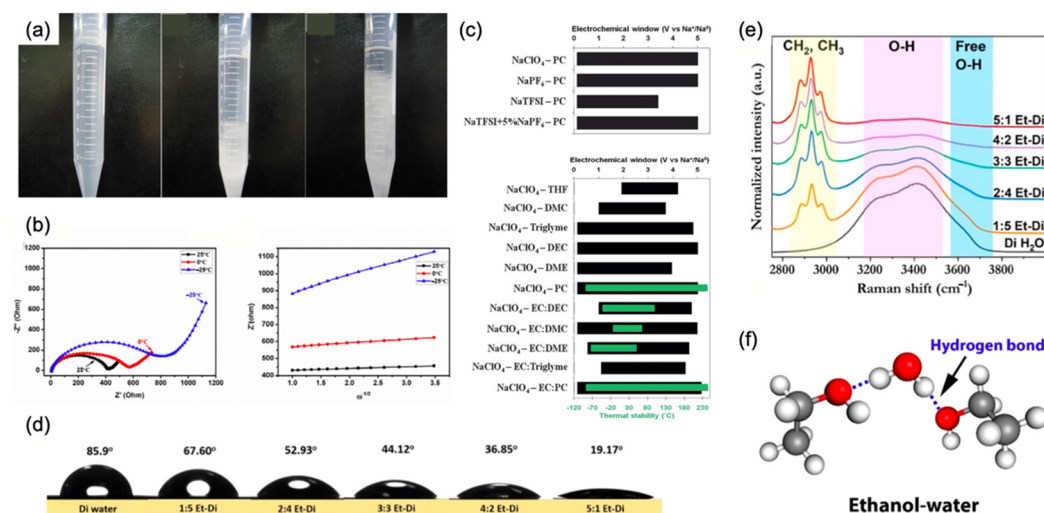 (a)
(b)
1200
1000
800
600
400
200
0
-200
-Z'' (Ohm)
0 200 400 600 800 1000 1200
Z' (Ohm)
25°C
0°C
-25°C
-25°C
0°C
25°C
1100
1000
900
800
700
600
500
400
Z'(ohm)
1.0 1.5 2.0 2.5 3.0 3.5
ω-1/2
25°C
0°C
-25°C
(c)
Electrochemical window (V vs Na+/Na0)
0 1 2 3 4 5
NaClO4 – PC
NaPF6 – PC
NaTFSI – PC
NaTFSI+5%NaPF6 – PC
Electrochemical window (V vs Na+/Na0)
0 1 2 3 4 5
NaClO4 – THF
NaClO4 – DMC
NaClO4 – Triglyme
NaClO4 – DEC
NaClO4 – DME
NaClO4 – PC
NaClO4 – EC:DEC
NaClO4 – EC:DMC
NaClO4 – EC:DME
NaClO4 – EC:Triglyme
NaClO4 – EC:PC
-120 -70 -20 30 80 130 180 230
Thermal stability (°C)
(d)
85.9° 67.60° 52.93° 44.12° 36.85° 19.17°
Di water 1:5 Et-Di 2:4 Et-Di 3:3 Et-Di 4:2 Et-Di 5:1 Et-Di
(e)
CH2, CH3 O-H Free
O-H
Normalized intensity (a.u.)
5:1 Et-Di
4:2 Et-Di
3:3 Et-Di
2:4 Et-Di
1:5 Et-Di
Di H2O
2800 3000 3200 3400 3600 3800 4000
Raman shift (cm-1)
(f)
Hydrogen bond
Ethanol-water